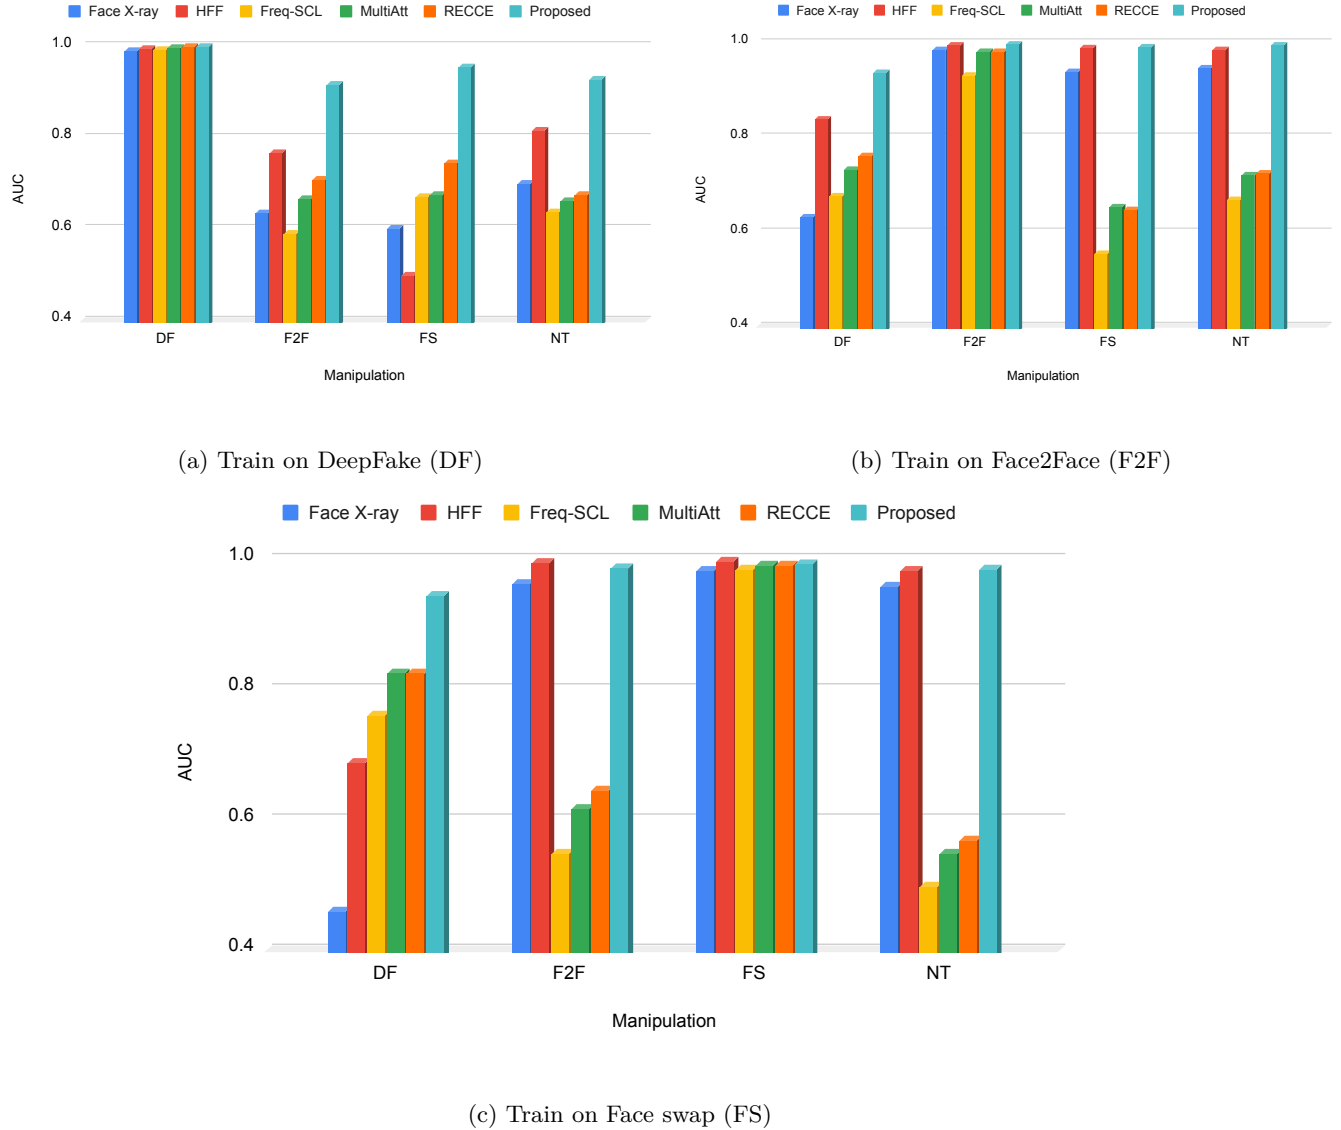 Face X-ray HFF Freq-SCL MultiAtt RECCE Proposed
1.0
0.8
0.6
0.4
AUC
DF F2F FS NT
Manipulation
(a) Train on DeepFake (DF)
Face X-ray HFF Freq-SCL MultiAtt RECCE Proposed
1.0
0.8
0.6
0.4
AUC
DF F2F FS NT
Manipulation
(b) Train on Face2Face (F2F)
Face X-ray HFF Freq-SCL MultiAtt RECCE Proposed
1.0
0.8
0.6
0.4
AUC
DF F2F FS NT
Manipulation
(c) Train on Face swap (FS)